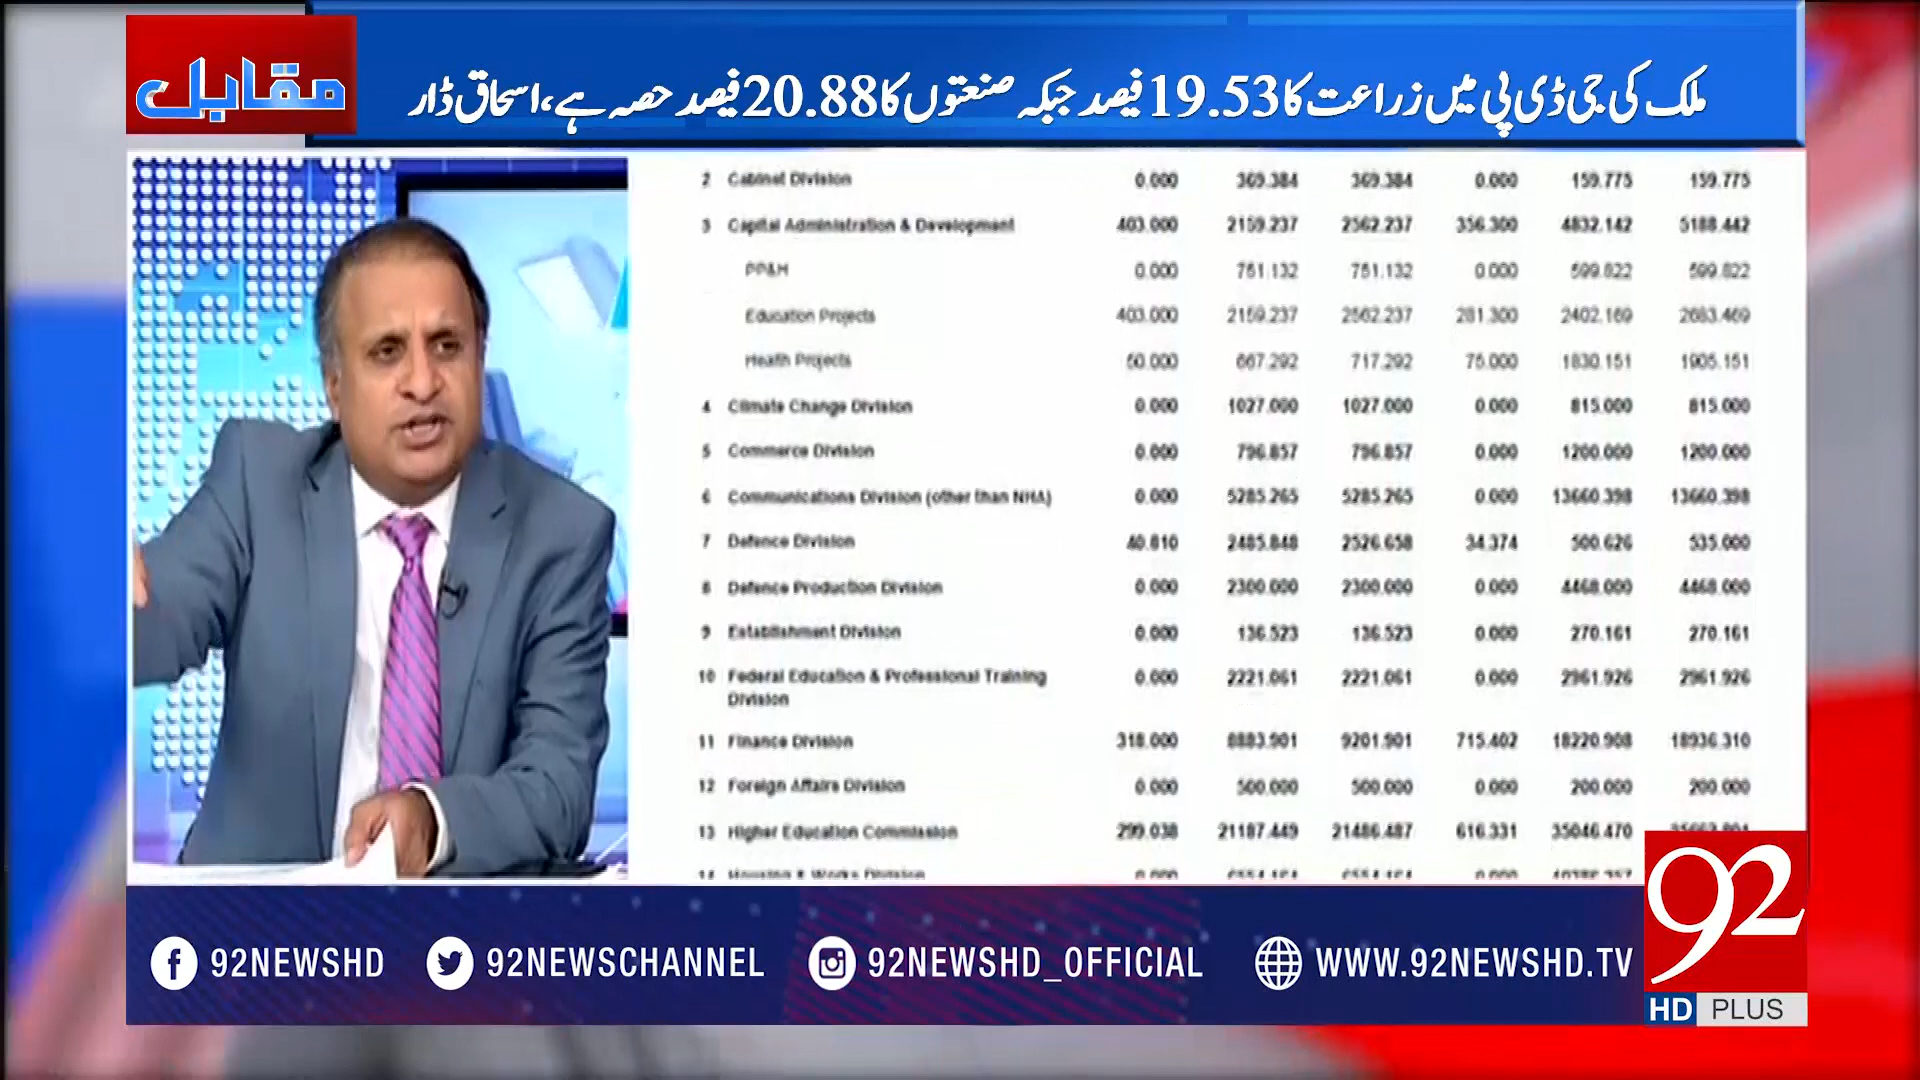 مقابل
ملک کی جی ڈی پی میں زراعت کا 19.53 فیصد جبکہ صنعتوں کا 20.88 فیصد حصہ ہے، اسحاق ڈار
2 Cabinet Division 0.000 369.384 369.384 0.000 159.775 159.775
3 Capital Administration & Development 403.000 2159.237 2562.237 356.300 4832.142 5188.442
PP&H 0.000 751.132 751.132 0.000 599.822 599.822
Education Projects 403.000 2159.237 2562.237 281.300 2402.169 2683.469
Health Projects 50.000 667.292 717.292 75.000 1830.151 1905.151
4 Climate Change Division 0.000 1027.000 1027.000 0.000 815.000 815.000
5 Commerce Division 0.000 796.857 796.857 0.000 1200.000 1200.000
6 Communications Division (other than NHA) 0.000 5285.265 5285.265 0.000 13660.398 13660.398
7 Defence Division 40.810 2485.848 2526.658 34.374 500.626 535.000
8 Defence Production Division 0.000 2300.000 2300.000 0.000 4468.000 4468.000
9 Establishment Division 0.000 136.523 136.523 0.000 270.161 270.161
10 Federal Education & Professional Training 0.000 2221.061 2221.061 0.000 2961.926 2961.926
Division
11 Finance Division 318.000 8883.901 9201.901 715.402 18220.908 18936.310
12 Foreign Affairs Division 0.000 500.000 500.000 0.000 200.000 200.000
13 Higher Education Commission 299.038 21187.449 21486.487 616.331 35046.470
92NEWSHD 92NEWSCHANNEL 92NEWSHD_OFFICIAL WWW.92NEWSHD.TV
92
HD PLUS